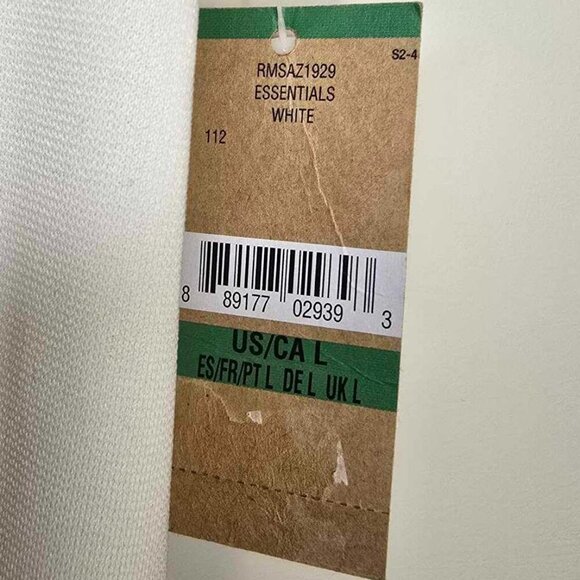 S2-4
RMSAZ1929
ESSENTIALS
WHITE
112
8 89177 02939 3
US/CA L
ES/FR/PT L DE L UK L